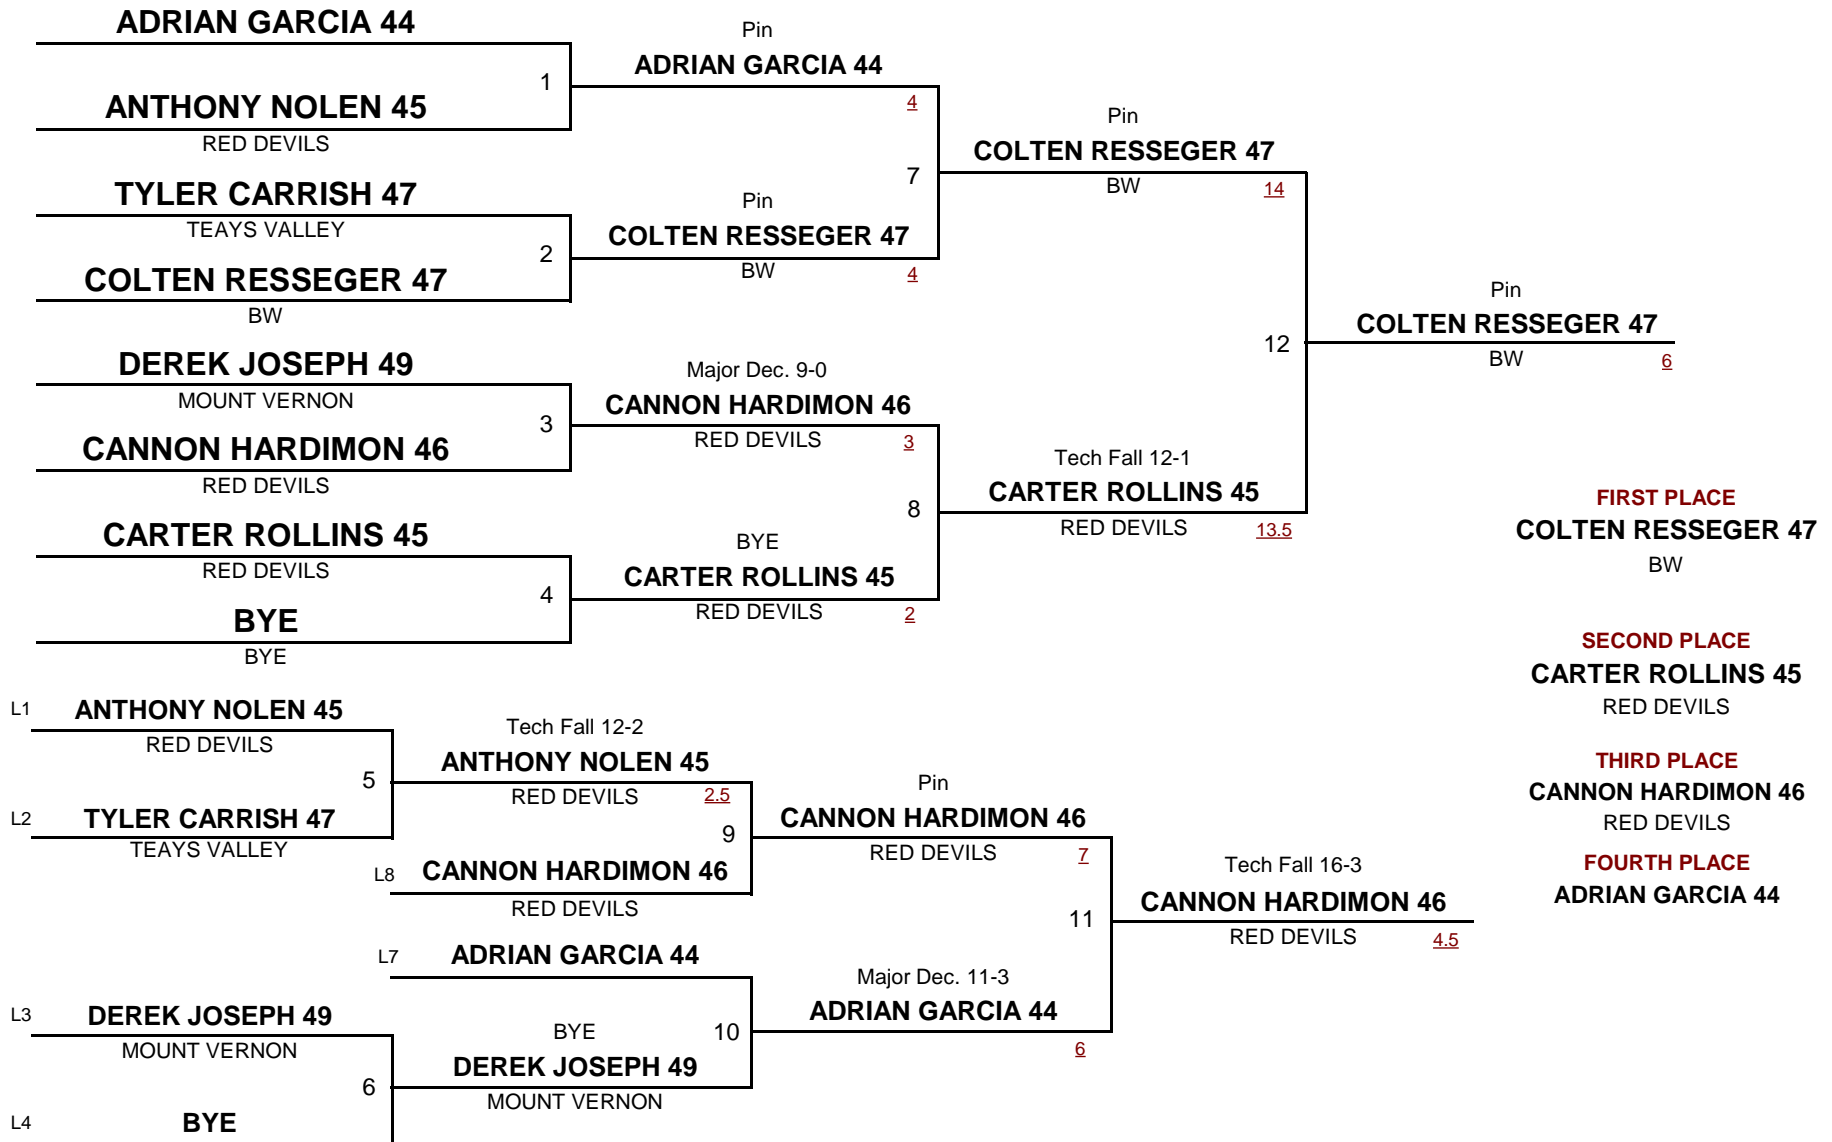 ADRIAN GARCIA 44
1
ANTHONY NOLEN 45
RED DEVILS
TYLER CARRISH 47
TEAYS VALLEY
2
COLTEN RESSEGER 47
BW
DEREK JOSEPH 49
MOUNT VERNON
3
CANNON HARDIMON 46
RED DEVILS
CARTER ROLLINS 45
RED DEVILS
4
BYE
BYE
Pin
ADRIAN GARCIA 44
4
7
Pin
COLTEN RESSEGER 47
BW
4
Major Dec. 9-0
CANNON HARDIMON 46
RED DEVILS
3
8
BYE
CARTER ROLLINS 45
RED DEVILS
2
Pin
COLTEN RESSEGER 47
BW
14
12
Tech Fall 12-1
CARTER ROLLINS 45
RED DEVILS
13.5
Pin
COLTEN RESSEGER 47
BW
6
L1 ANTHONY NOLEN 45
RED DEVILS
5
L2 TYLER CARRISH 47
TEAYS VALLEY
Tech Fall 12-2
ANTHONY NOLEN 45
RED DEVILS
2.5
9
L8 CANNON HARDIMON 46
RED DEVILS
L7 ADRIAN GARCIA 44
L3 DEREK JOSEPH 49
MOUNT VERNON
6
L4 BYE
BYE
10
DEREK JOSEPH 49
MOUNT VERNON
Pin
CANNON HARDIMON 46
RED DEVILS
7
11
Major Dec. 11-3
ADRIAN GARCIA 44
6
Tech Fall 16-3
CANNON HARDIMON 46
RED DEVILS
4.5
FIRST PLACE
COLTEN RESSEGER 47
BW
SECOND PLACE
CARTER ROLLINS 45
RED DEVILS
THIRD PLACE
CANNON HARDIMON 46
RED DEVILS
FOURTH PLACE
ADRIAN GARCIA 44